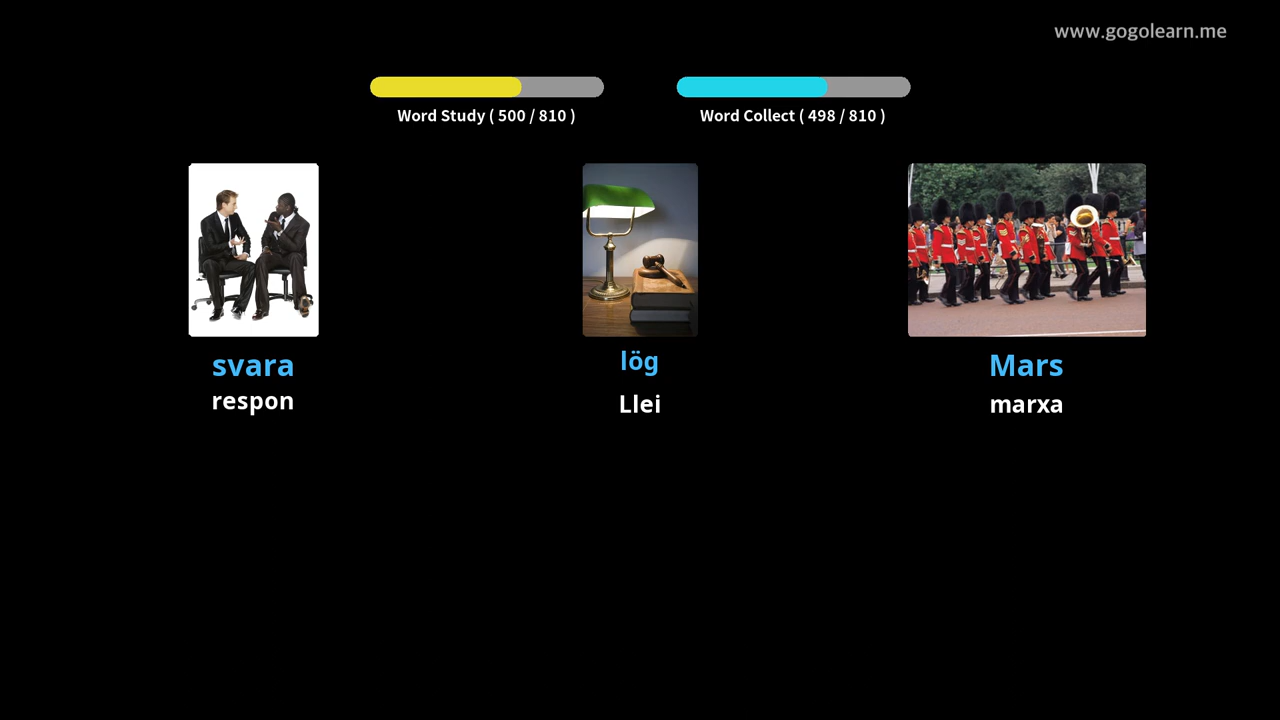 www.gogolearn.me
Word Study ( 500 / 810 )
Word Collect ( 498 / 810 )
svara
respon
lög
Llei
Mars
marxa